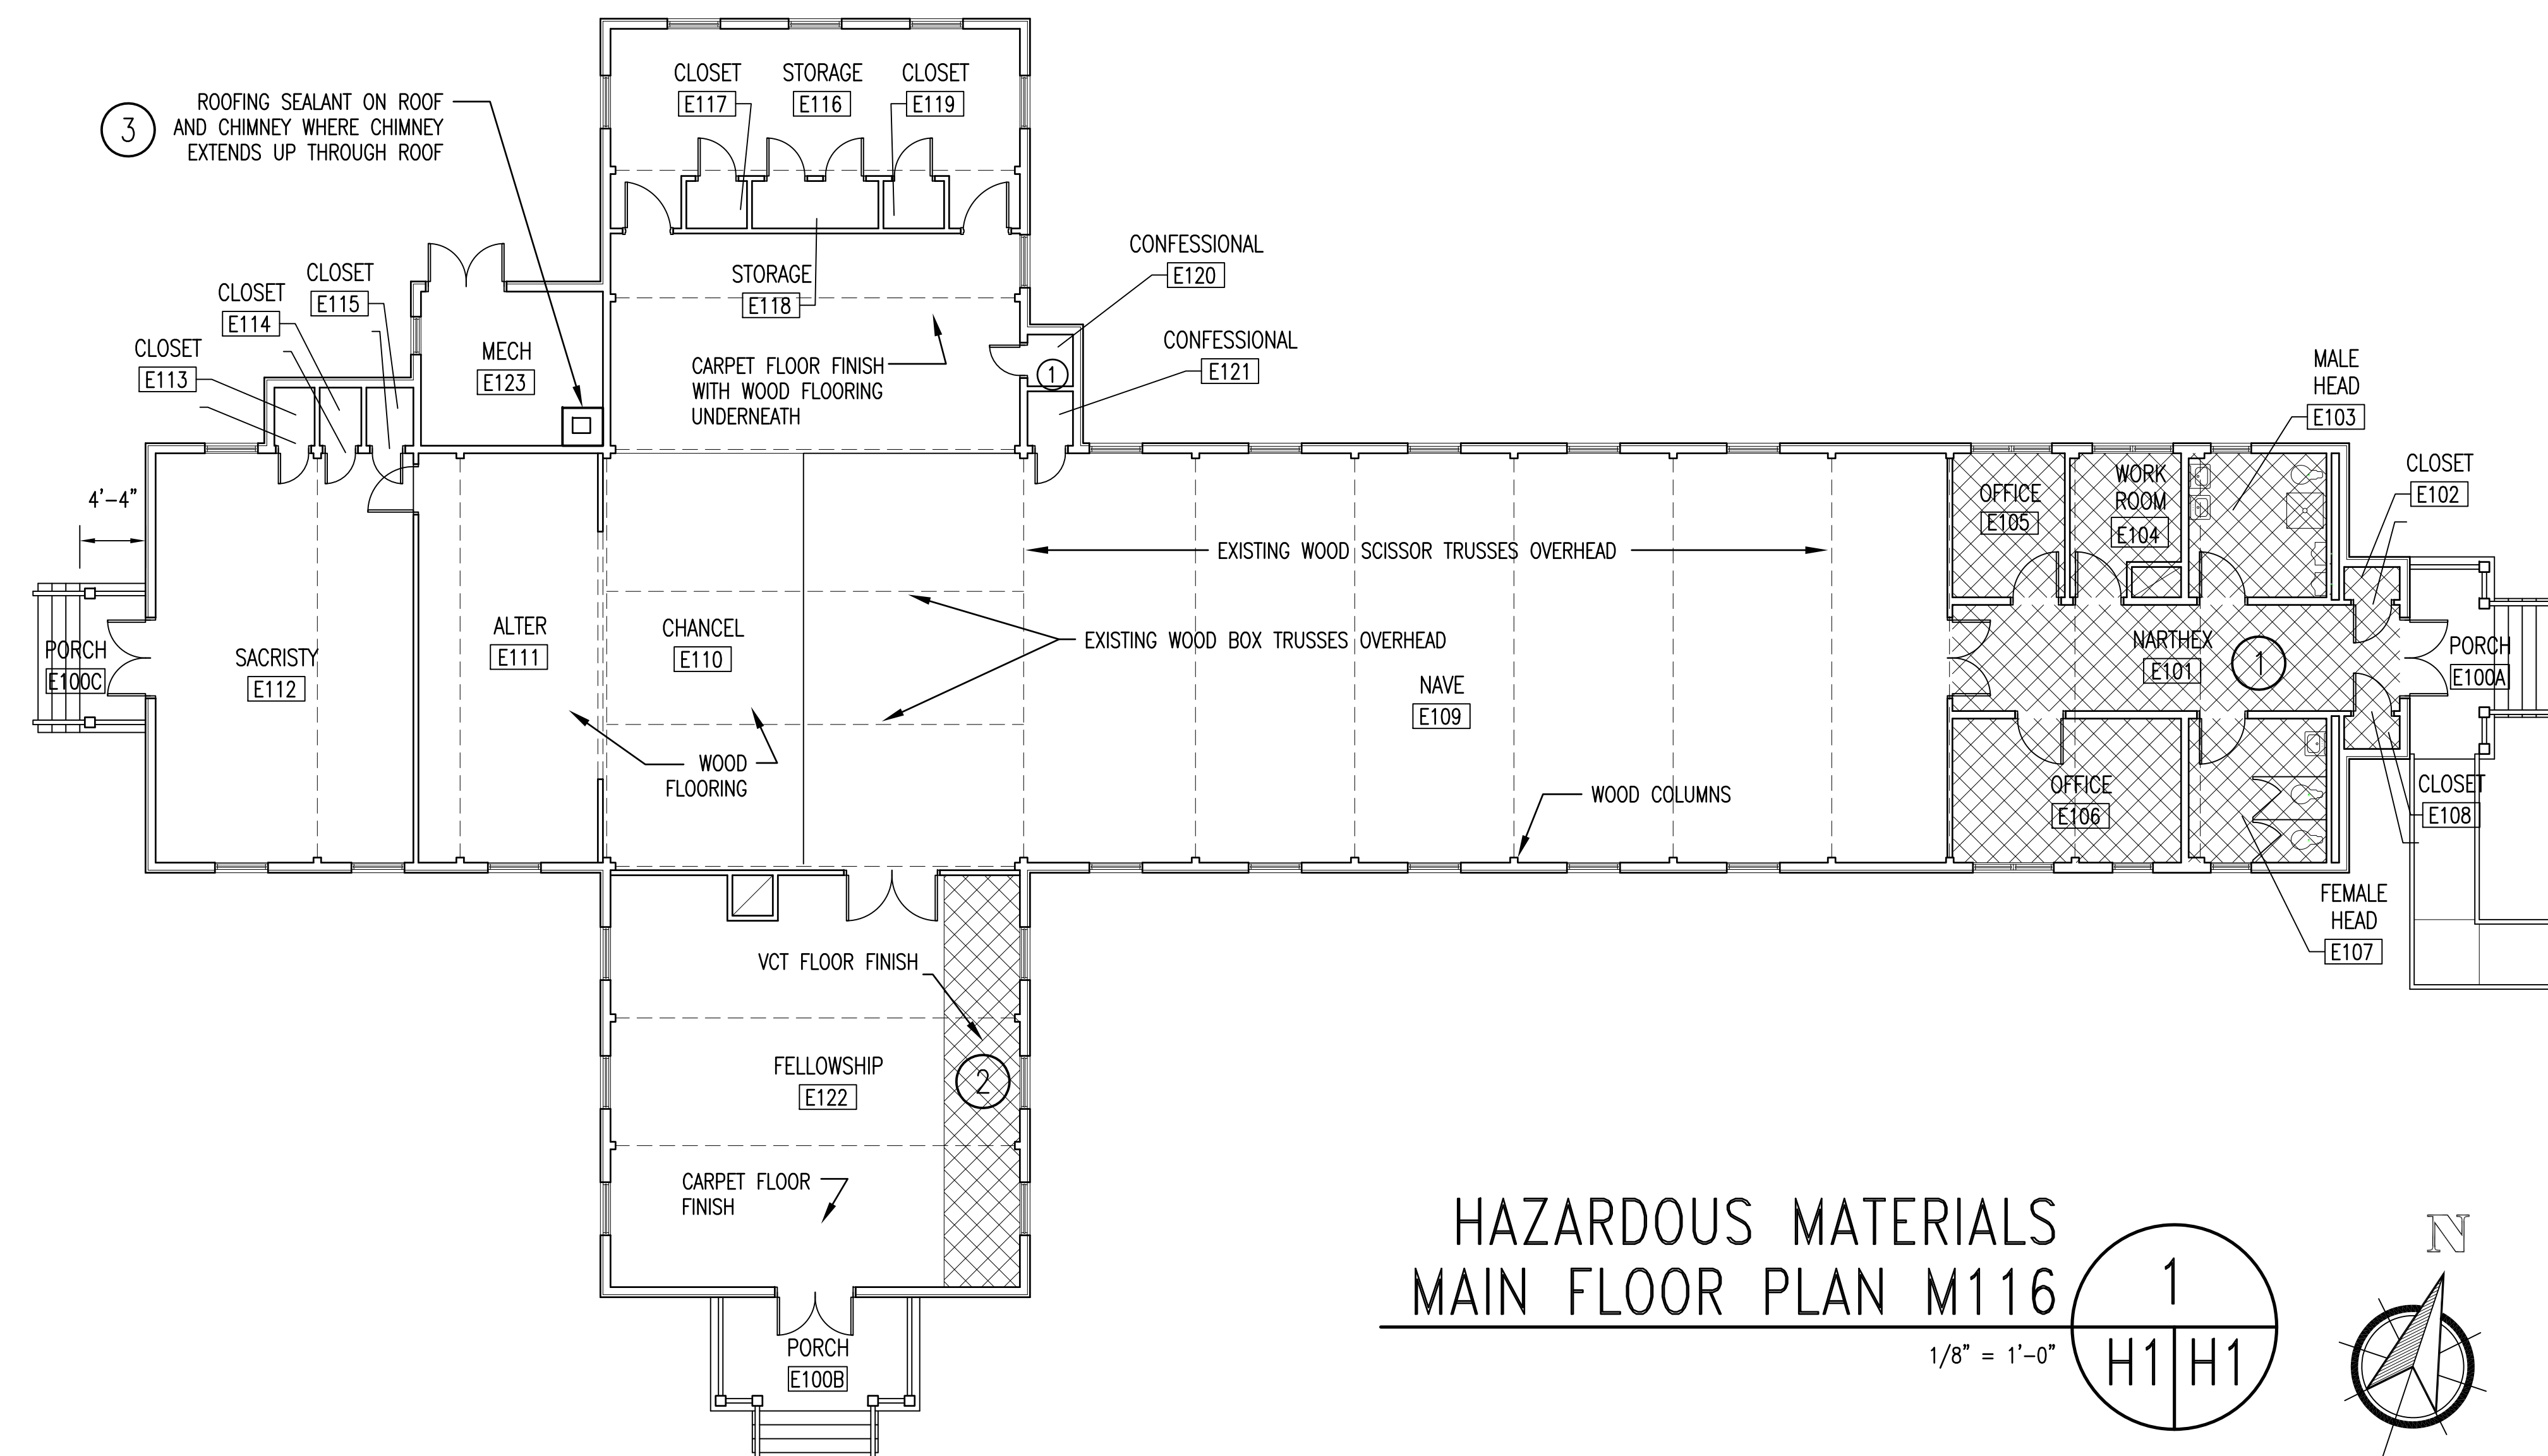 CLOSET
E117
STORAGE
E116
CLOSET
E119
3
ROOFING SEALANT ON ROOF
AND CHIMNEY WHERE CHIMNEY
EXTENDS UP THROUGH ROOF
CONFESSIONAL
E120
STORAGE
E118
CLOSET
E115
CLOSET
E114
CLOSET
E113
MECH
E123
CARPET FLOOR FINISH
WITH WOOD FLOORING
UNDERNEATH
1
CONFESSIONAL
E121
MALE
HEAD
E103
CLOSET
E102
4'-4"
OFFICE
E105
WORK
ROOM
E104
EXISTING WOOD SCISSOR TRUSSES OVERHEAD
PORCH
E100C
SACRISTY
E112
ALTER
E111
CHANCEL
E110
EXISTING WOOD BOX TRUSSES OVERHEAD
NAVE
E109
NARTHEX
E101
1
PORCH
E100A
WOOD
FLOORING
WOOD COLUMNS
OFFICE
E106
CLOSET
E108
FEMALE
HEAD
E107
VCT FLOOR FINISH
FELLOWSHIP
E122
2
CARPET FLOOR
FINISH
PORCH
E100B
HAZARDOUS MATERIALS
MAIN FLOOR PLAN M116
1/8" = 1'-0"
1
H1 H1
N